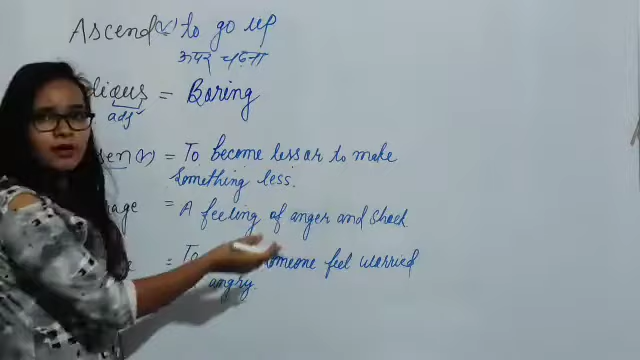 Ascend(v) = to go up
ऊपर चढ़ना
dious = Boring
adj
sen (v) = To become less or to make
something less.
age = A feeling of anger and shock
= To someone feel worried
angry.